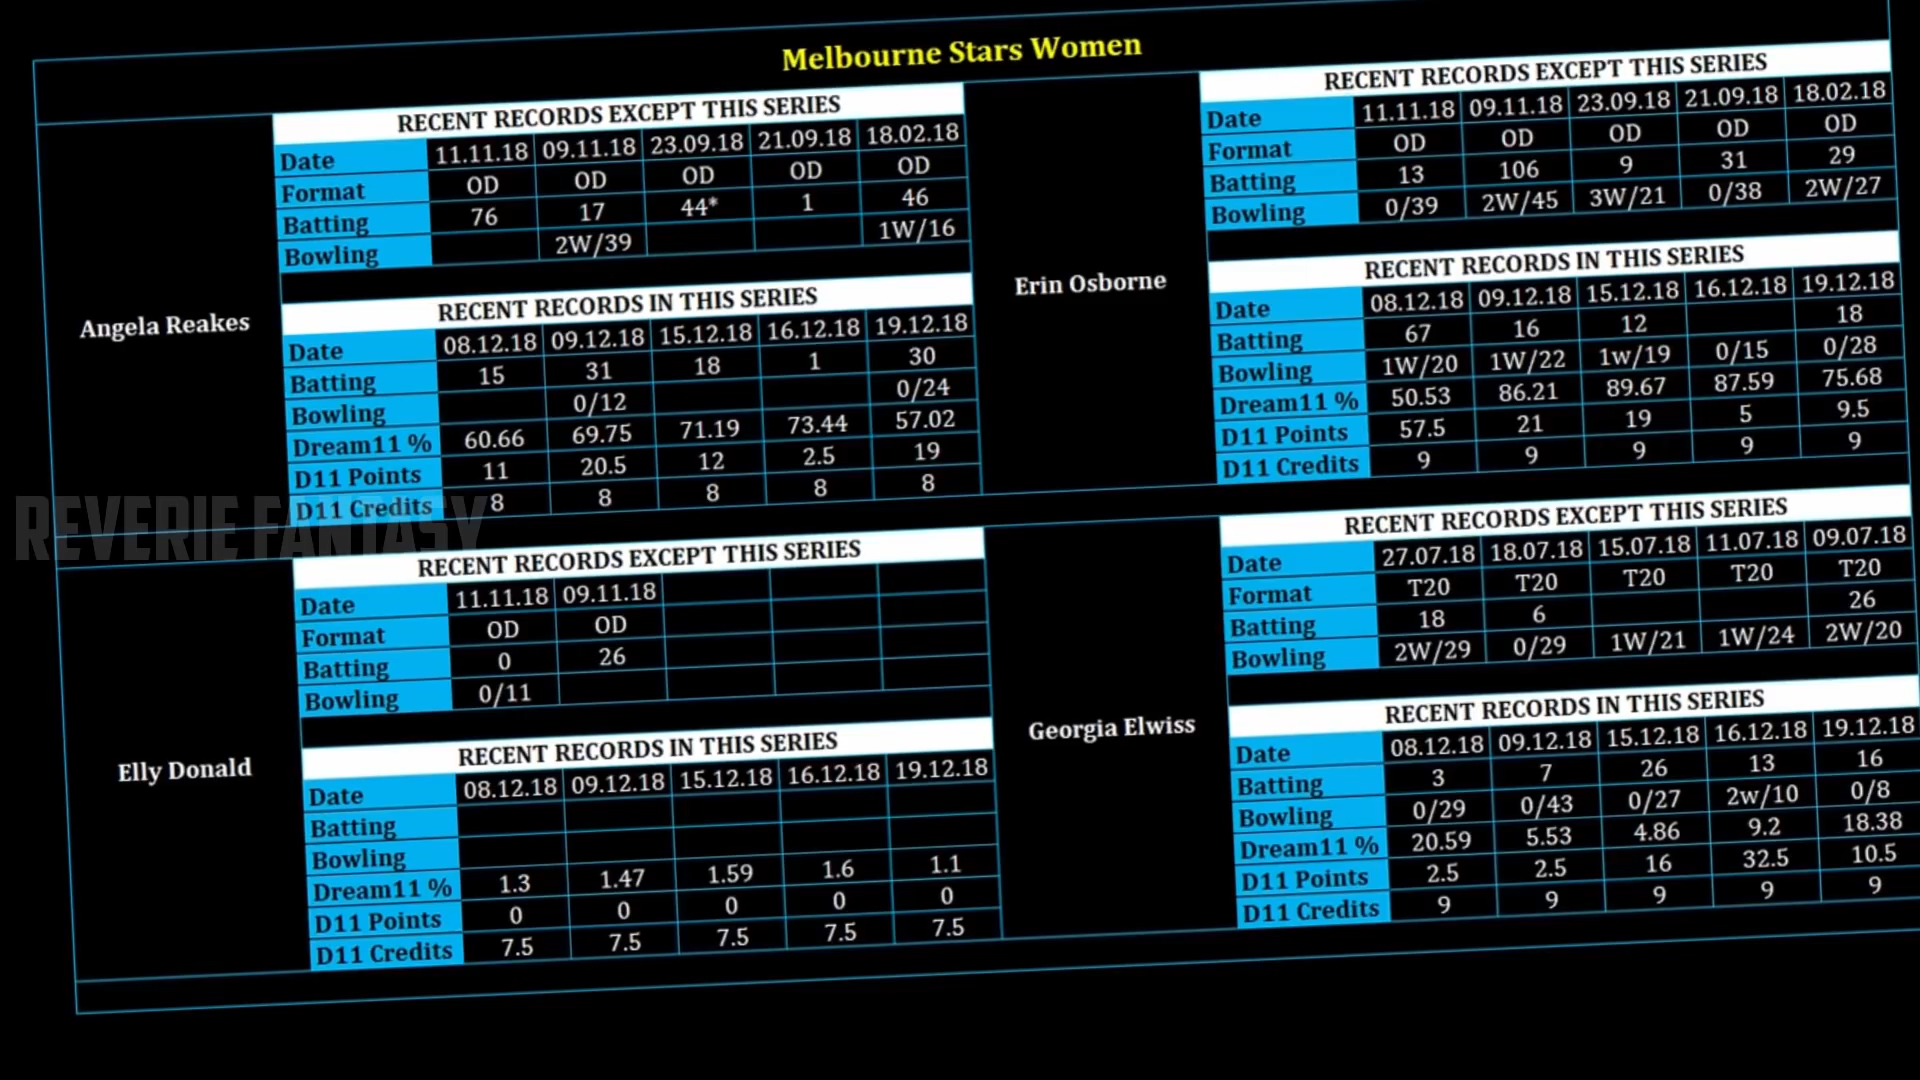 Melbourne Stars Women
Angela Reakes
RECENT RECORDS EXCEPT THIS SERIES
Date 11.11.18 09.11.18 23.09.18 21.09.18 18.02.18
Format OD OD OD OD OD
Batting 76 17 44* 1 46
Bowling 2W/39 1W/16
RECENT RECORDS IN THIS SERIES
Date 08.12.18 09.12.18 15.12.18 16.12.18 19.12.18
Batting 15 31 18 1 30
Bowling 0/12 0/24
Dream11 % 60.66 69.75 71.19 73.44 57.02
D11 Points 11 20.5 12 2.5 19
D11 Credits 8 8 8 8 8
Erin Osborne
RECENT RECORDS EXCEPT THIS SERIES
Date 11.11.18 09.11.18 23.09.18 21.09.18 18.02.18
Format OD OD OD OD OD
Batting 13 106 9 31 29
Bowling 0/39 2W/45 3W/21 0/38 2W/27
RECENT RECORDS IN THIS SERIES
Date 08.12.18 09.12.18 15.12.18 16.12.18 19.12.18
Batting 67 16 12 18
Bowling 1W/20 1W/22 1w/19 0/15 0/28
Dream11 % 50.53 86.21 89.67 87.59 75.68
D11 Points 57.5 21 19 5 9.5
D11 Credits 9 9 9 9 9
REVERIE FANTASY
Elly Donald
RECENT RECORDS EXCEPT THIS SERIES
Date 11.11.18 09.11.18
Format OD OD
Batting 0 26
Bowling 0/11
RECENT RECORDS IN THIS SERIES
Date 08.12.18 09.12.18 15.12.18 16.12.18 19.12.18
Batting
Bowling
Dream11 % 1.3 1.47 1.59 1.6 1.1
D11 Points 0 0 0 0 0
D11 Credits 7.5 7.5 7.5 7.5 7.5
Georgia Elwiss
RECENT RECORDS EXCEPT THIS SERIES
Date 27.07.18 18.07.18 15.07.18 11.07.18 09.07.18
Format T20 T20 T20 T20 T20
Batting 18 6 26
Bowling 2W/29 0/29 1W/21 1W/24 2W/20
RECENT RECORDS IN THIS SERIES
Date 08.12.18 09.12.18 15.12.18 16.12.18 19.12.18
Batting 3 7 26 13 16
Bowling 0/29 0/43 0/27 2w/10 0/8
Dream11 % 20.59 5.53 4.86 9.2 18.38
D11 Points 2.5 2.5 16 32.5 10.5
D11 Credits 9 9 9 9 9